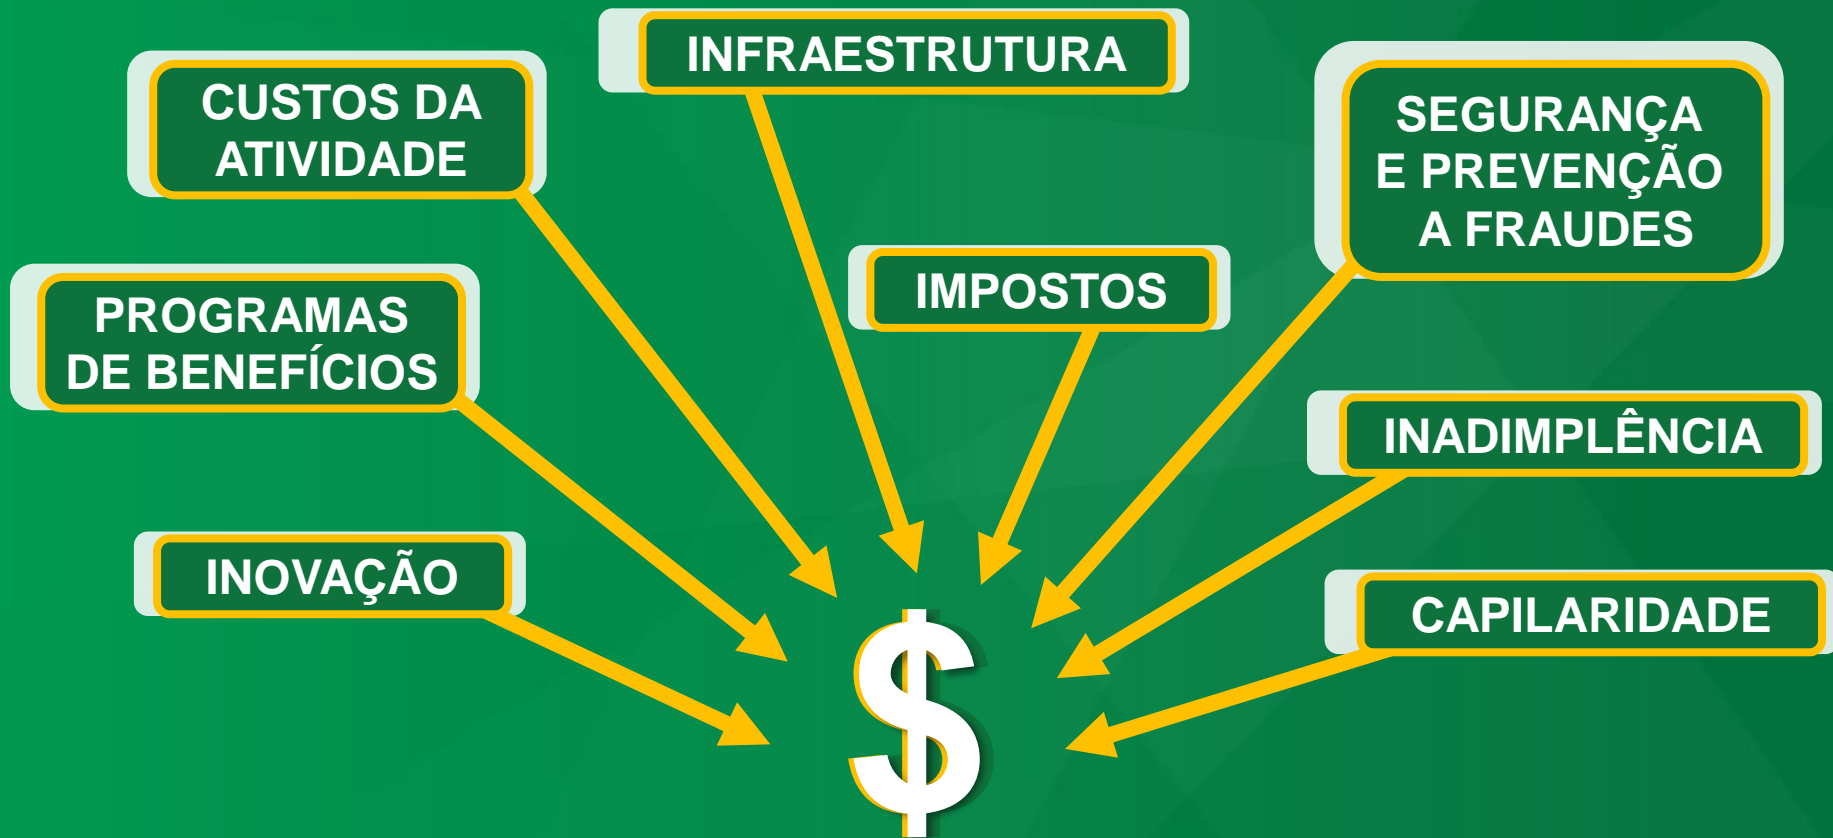 INFRAESTRUTURA
CUSTOS DA
ATIVIDADE
SEGURANÇA
E PREVENÇÃO
A FRAUDES
IMPOSTOS
PROGRAMAS
DE BENEFÍCIOS
INADIMPLÊNCIA
INOVAÇÃO
CAPILARIDADE
$